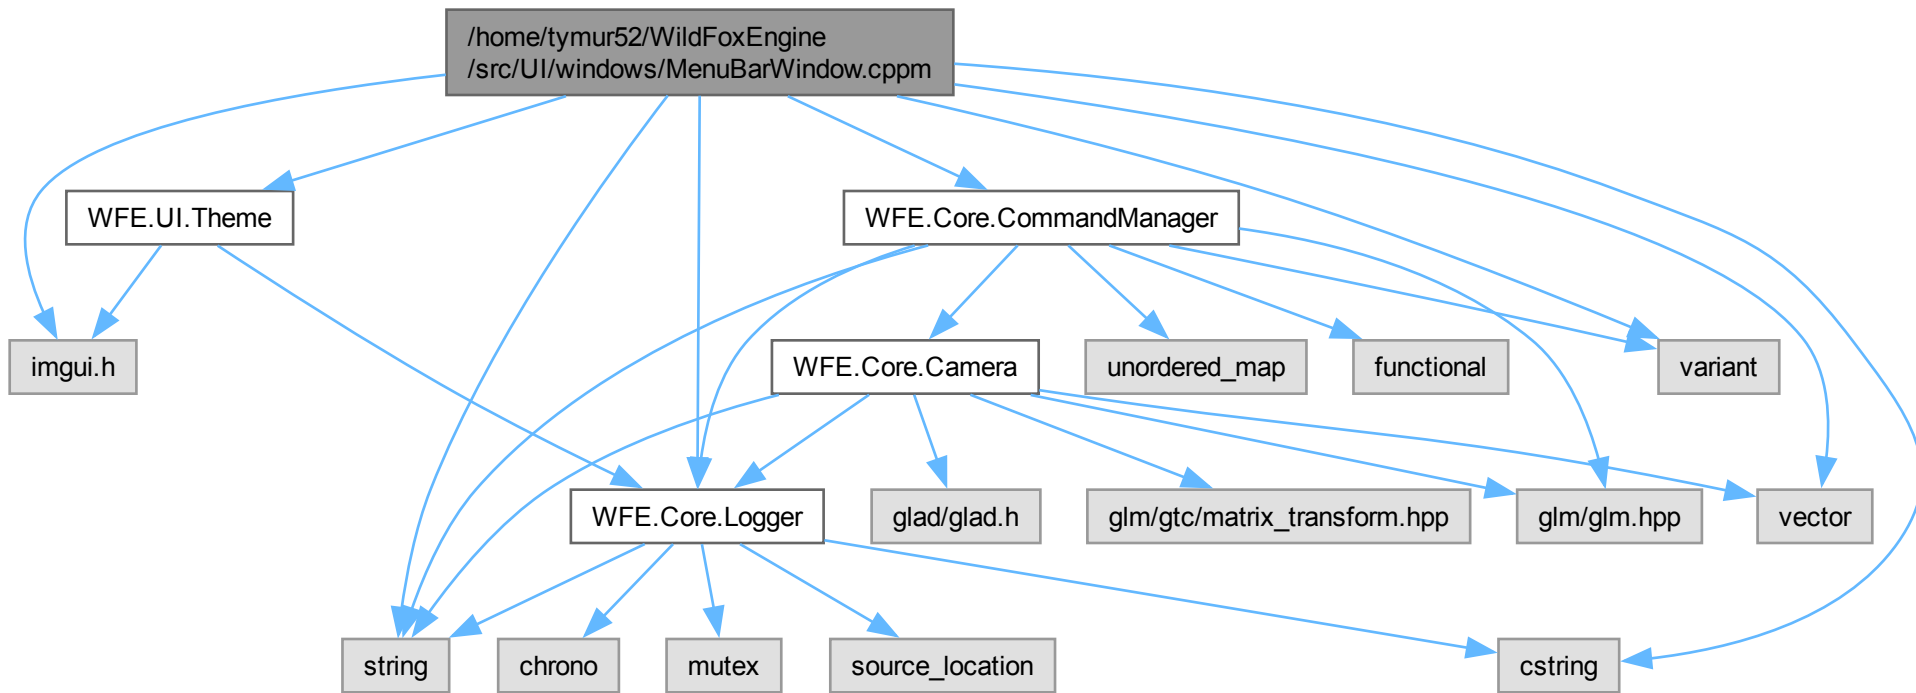 /home/tymur52/WildFoxEngine
/src/UI/windows/MenuBarWindow.cppm
WFE.UI.Theme
WFE.Core.CommandManager
imgui.h
WFE.Core.Camera
unordered_map
functional
variant
WFE.Core.Logger
glad/glad.h
glm/gtc/matrix_transform.hpp
glm/glm.hpp
vector
string
chrono
mutex
source_location
cstring